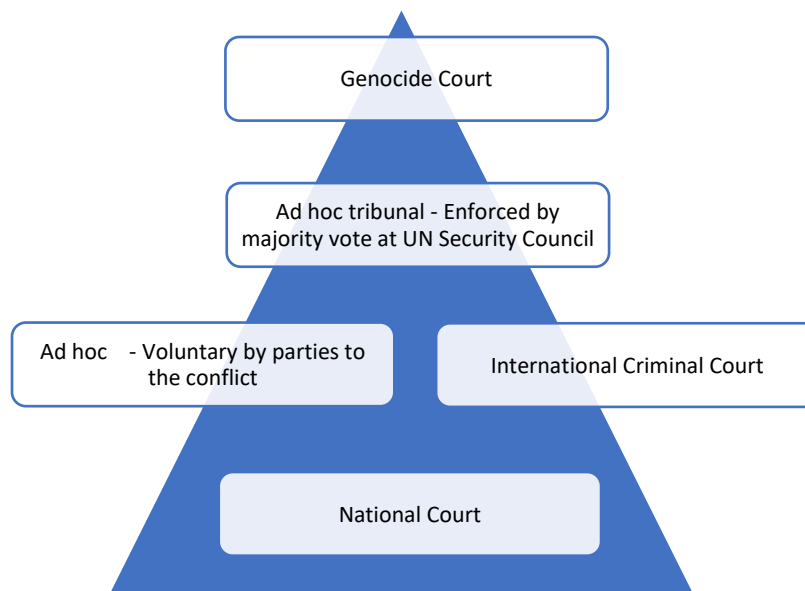 Genocide Court
Ad hoc tribunal - Enforced by
majority vote at UN Security Council
Ad hoc - Voluntary by parties to
the conflict
International Criminal Court
National Court